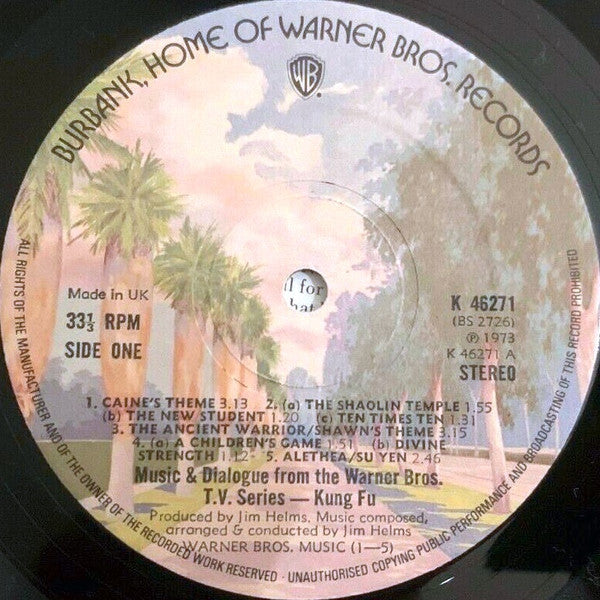 BURBANK, HOME OF WARNER BROS. RECORDS
WB
Made in UK
33⅓ RPM
SIDE ONE
K 46271
(BS 2726)
℗ 1973
K 46271 A
STEREO
1. CAINE'S THEME 3.13 2. (a) THE SHAOLIN TEMPLE 1.55
(b) THE NEW STUDENT 1.20 (c) TEN TIMES TEN 1.31
3. THE ANCIENT WARRIOR/SHAWN'S THEME 3.15
4. (a) A CHILDREN'S GAME 1.51 (b) DIVINE
STRENGTH 1.12 5. ALETHEA/SU YEN 2.46
Music & Dialogue from the Warner Bros.
T.V. Series — Kung Fu
Produced by Jim Helms. Music composed,
arranged & conducted by Jim Helms
WARNER BROS. MUSIC (1–5)
ALL RIGHTS OF THE MANUFACTURER AND OF THE OWNER OF THE RECORDED WORK RESERVED · UNAUTHORISED COPYING PUBLIC PERFORMANCE AND BROADCASTING OF THIS RECORD PROHIBITED